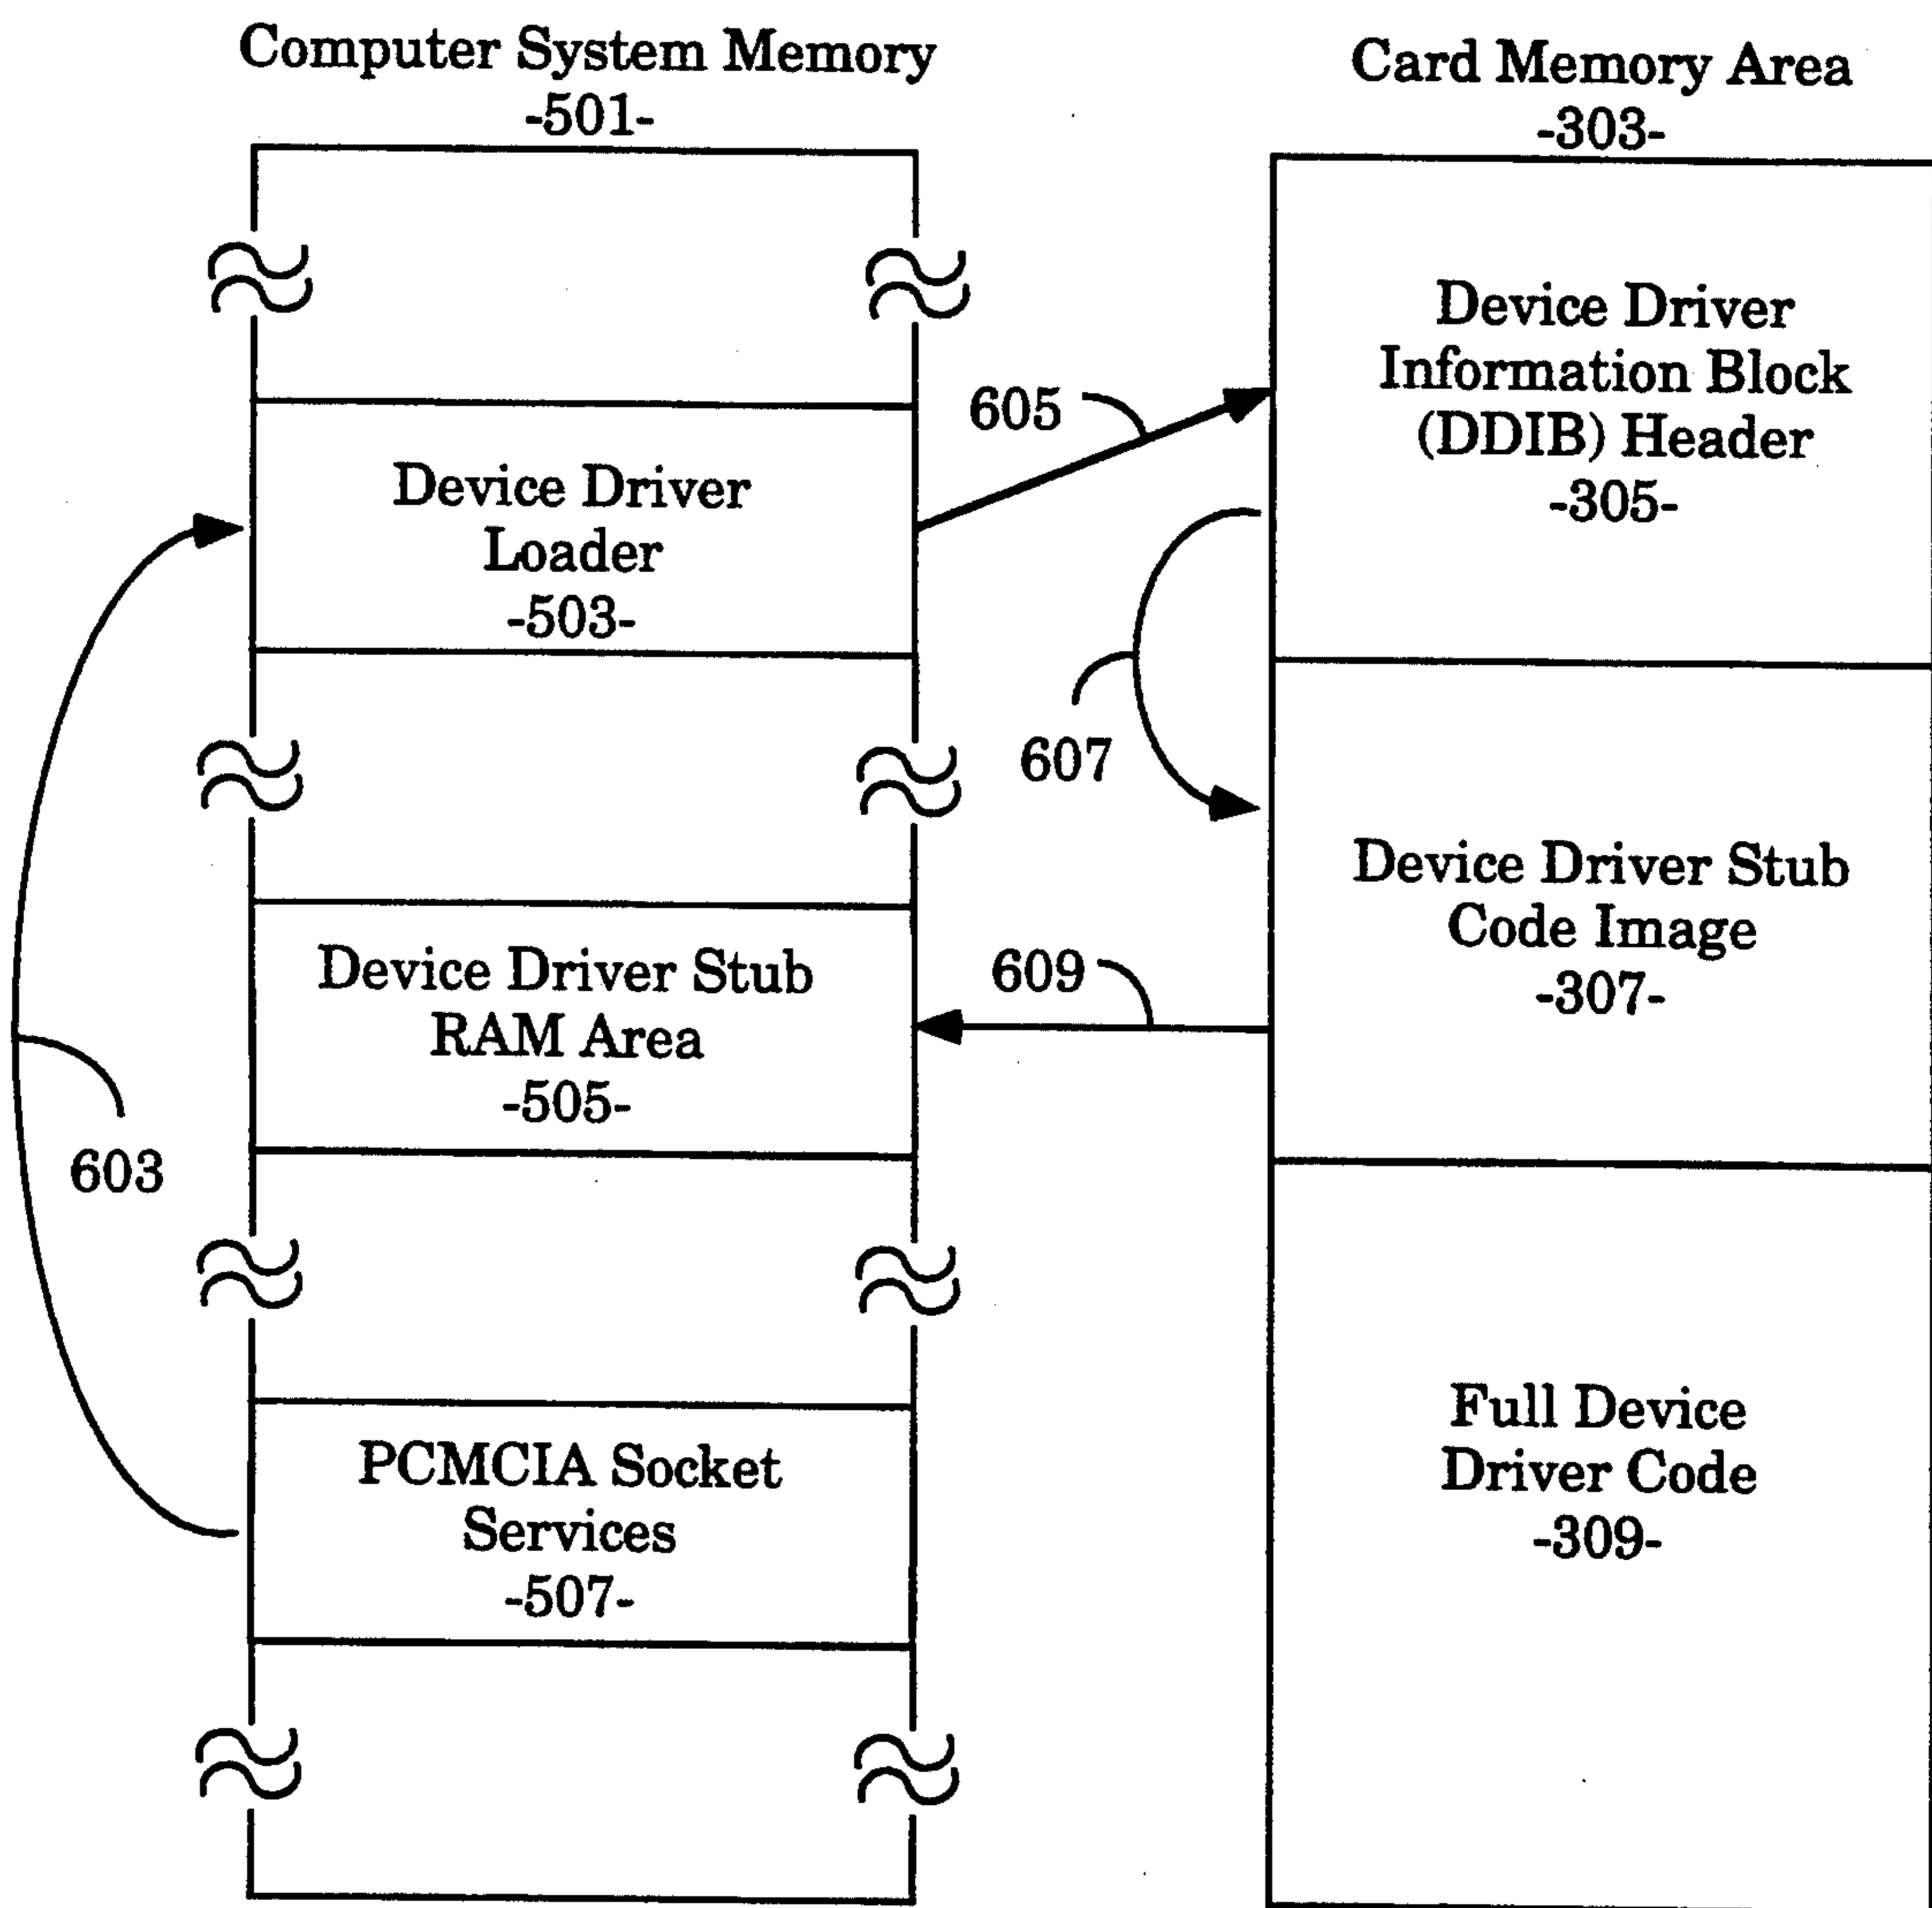 Computer System Memory
-501-
Card Memory Area
-303-
Device Driver
Information Block
(DDIB) Header
-305-
605
Device Driver
Loader
-503-
607
Device Driver Stub
Code Image
-307-
Device Driver Stub
RAM Area
-505-
609
603
Full Device
Driver Code
-309-
PCMCIA Socket
Services
-507-